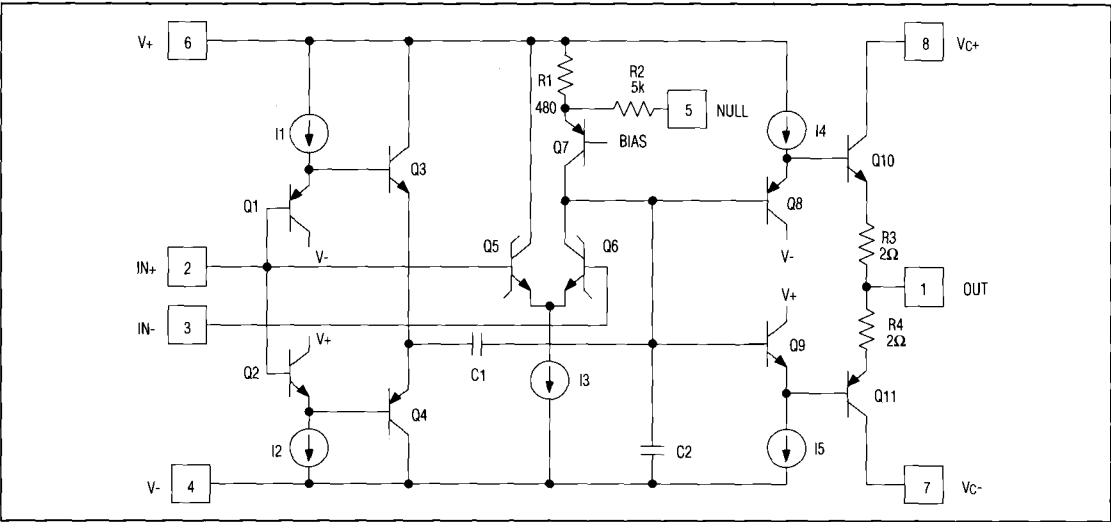 V+ 6
8 VC+
R1
480
R2
5k
5 NULL
I1
Q7 BIAS
I4
Q3
Q10
Q1
Q8
V-
Q5 Q6
R3
2Ω
V-
IN+ 2
1 OUT
V+
IN- 3
R4
2Ω
V+
Q9
Q2
C1
I3
Q11
Q4
I2
C2
I5
V- 4
7 VC-